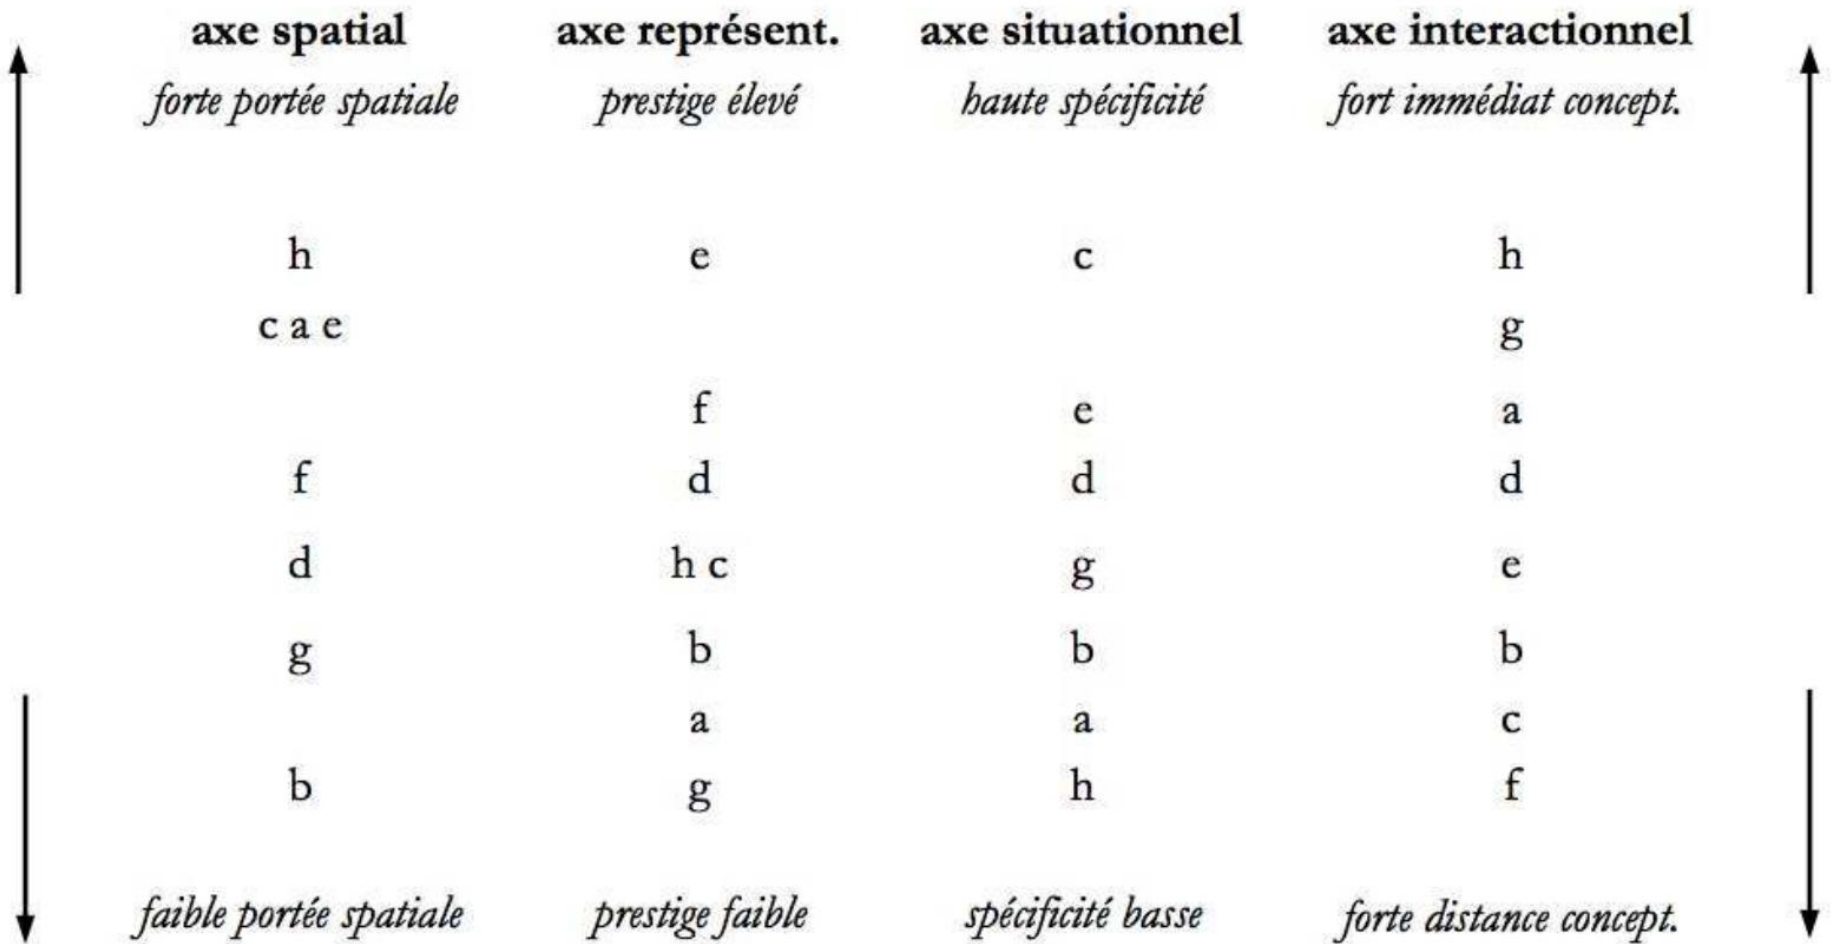 axe spatial axe représent. axe situationnel axe interactionnel
forte portée spatiale prestige élevé haute spécificité fort immédiat concept.
h e c h
c a e g
f e a
f d d d
d h c g e
g b b b
a a c
b g h f
faible portée spatiale prestige faible spécificité basse forte distance concept.